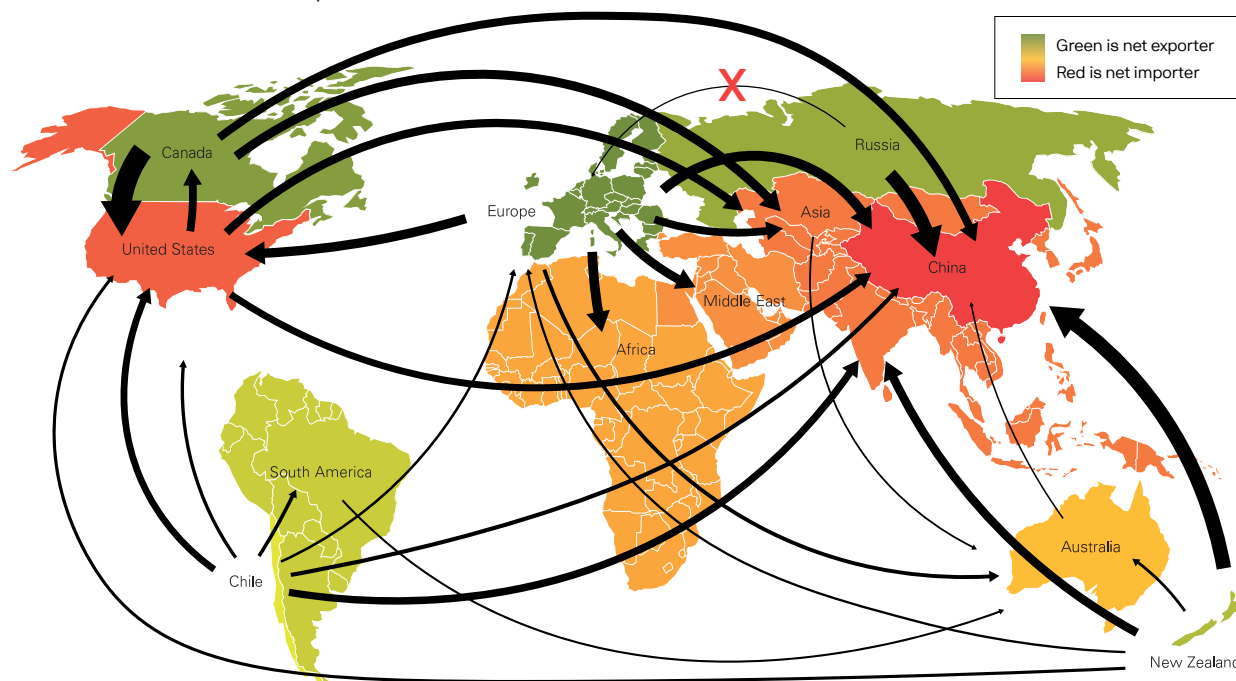 Green is net exporter
Red is net importer
X
Canada
Russia
Europe
Asia
United States
China
Middle East
Africa
South America
Australia
Chile
New Zealand